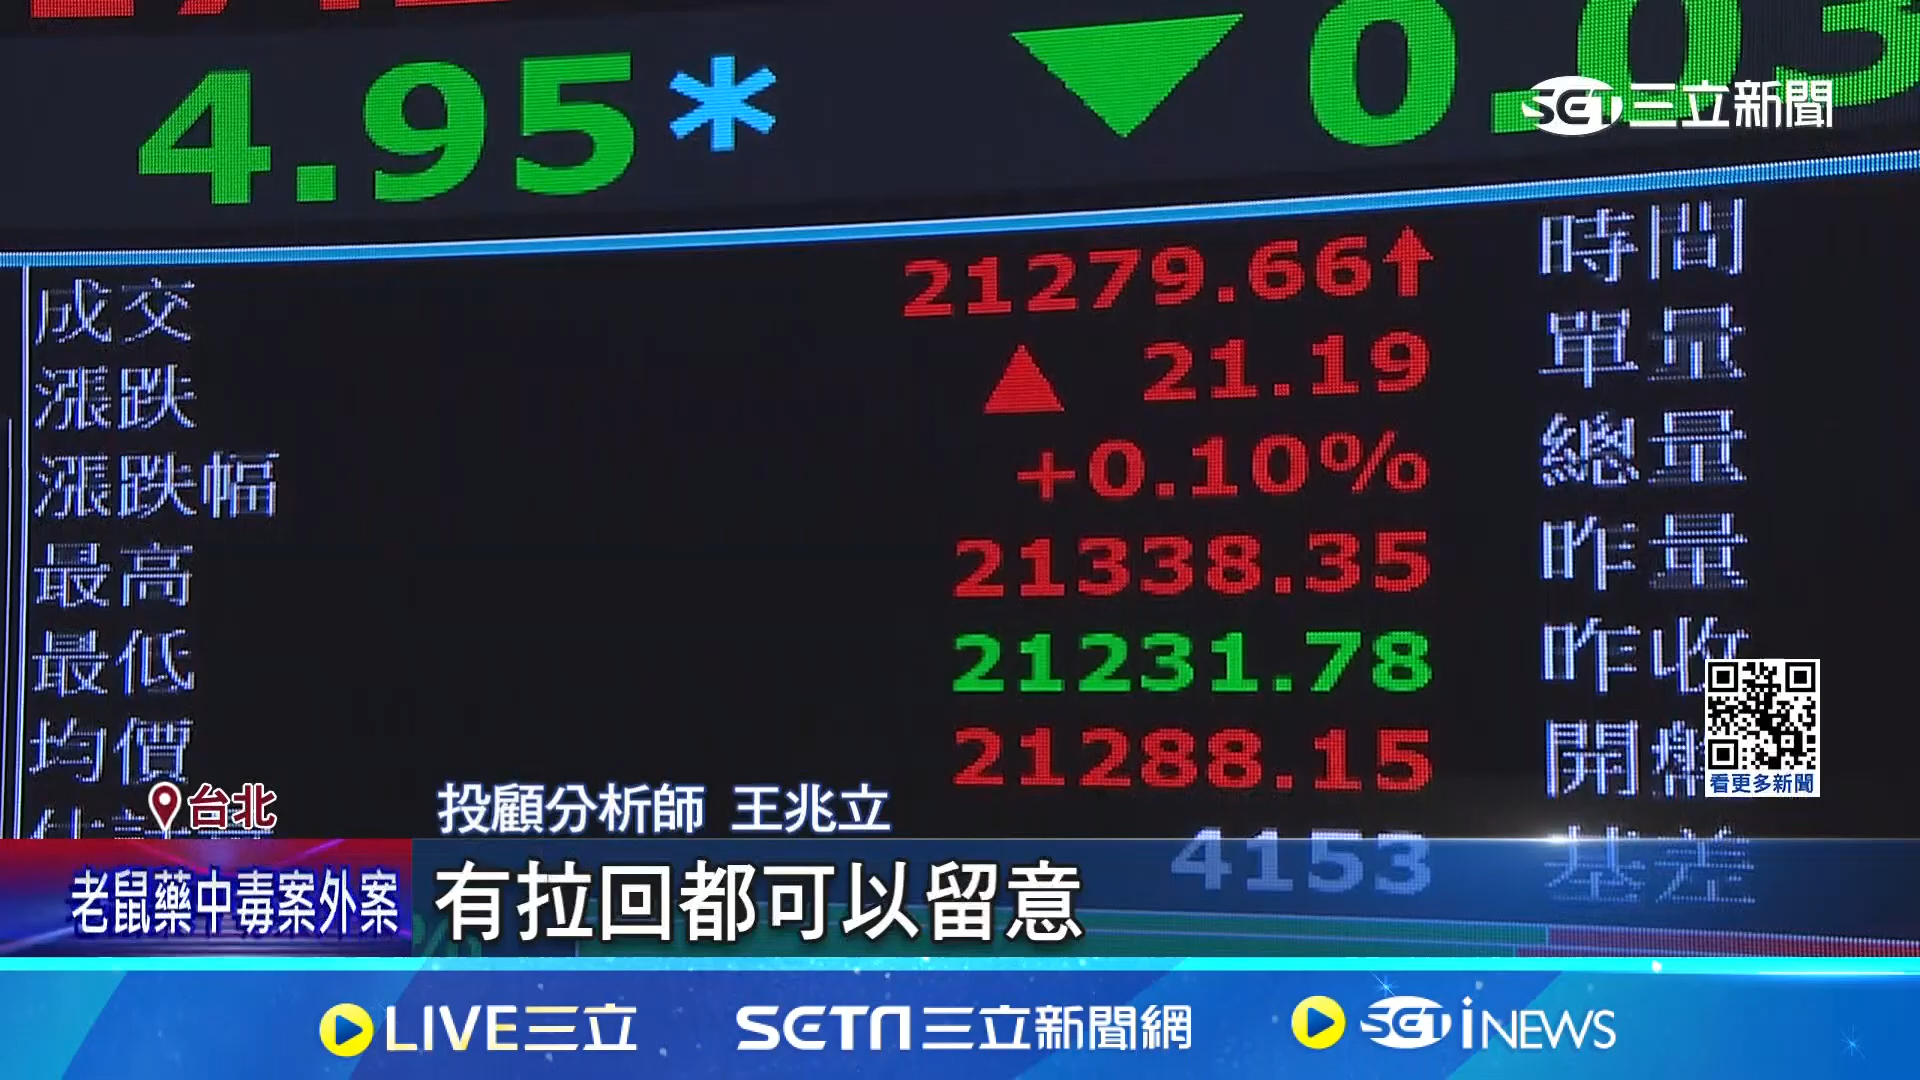 4.95* ▼ 0.03
SET三立新聞
成交 21279.66↑ 時間
漲跌 ▲ 21.19 單量
漲跌幅 +0.10% 總量
最高 21338.35 昨量
最低 21231.78 昨收
均價 21288.15 開盤
看更多新聞
4153 基差
台北
投顧分析師 王兆立
老鼠藥中毒案外案
有拉回都可以留意
LIVE三立 SETN三立新聞網 SET iNEWS